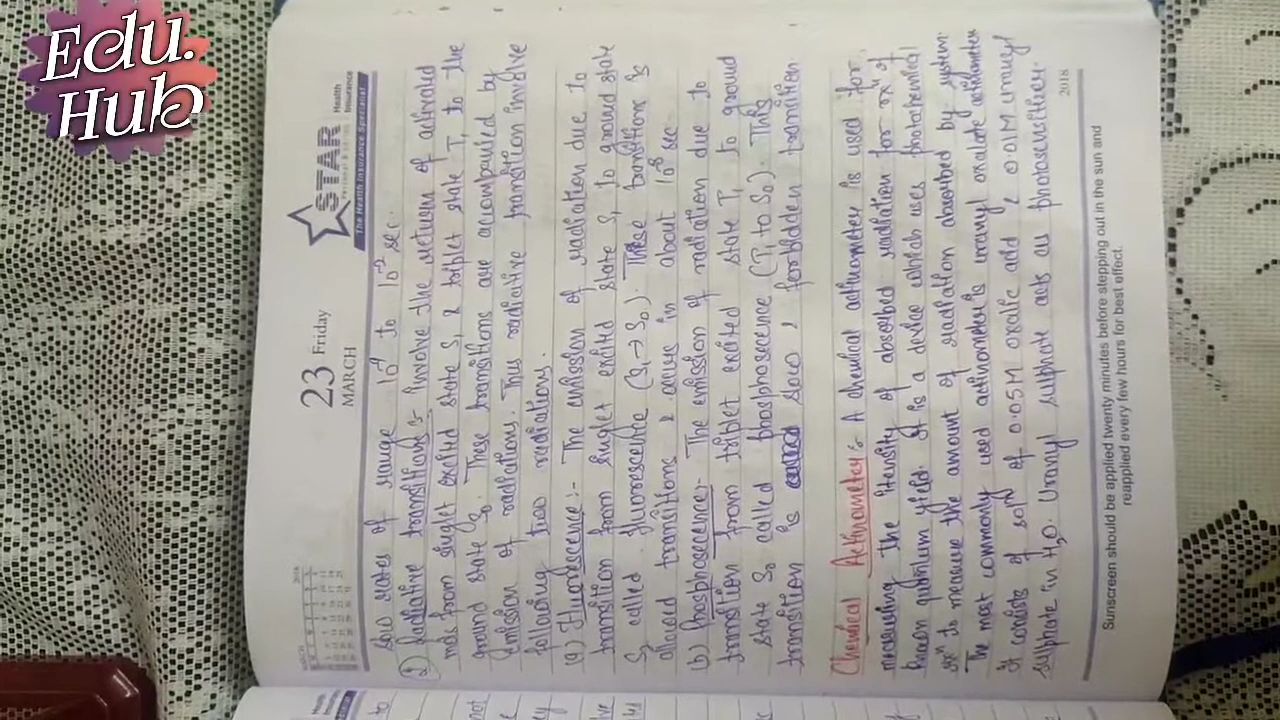 Edu.
Hub
23 Friday
MARCH
STAR
Health
Insurance
The Health Insurance Specialist
MARCH 2018
slow rates of range 10⁻¹ to 10⁻² sec.
② Radiative transitions :- Involve the return of activated
from singlet excited state S₁ & triplet state T₁ to the
ground state S₀. These transitions are accompanied by
emission of radiations. Thus radiative transition involve
following two radiations.
(a) Fluorescence :- The emission of radiation due to
transition from singlet excited state S₁ to ground state
S₀ called fluorescence (S₁ → S₀). These transitions is
allowed transitions & occurs in about 10⁻⁸ sec
(b) Phosphosecence :- The emission of radiation due to
transition from triplet excited state T₁ to ground
state S₀ called phosphosecence (T₁ to S₀). This
transition is slow & forbidden transition
Chemical Actinometer :- A chemical actinometer is used for
measuring the intensity of absorbed radiation for rxⁿ of
known quantum yield. It is a device which uses photochemical
rxⁿ to measure the amount of radiation absorbed by system
The most commonly used actinometer is uranyl oxalate actinometer
It consists of solⁿ of 0.05M oxalic acid & 0.01M uranyl
sulphate in H₂O. Uranyl sulphate acts as photosensitizer.
2018
Sunscreen should be applied twenty minutes before stepping out in the sun and
reapplied every few hours for best effect.